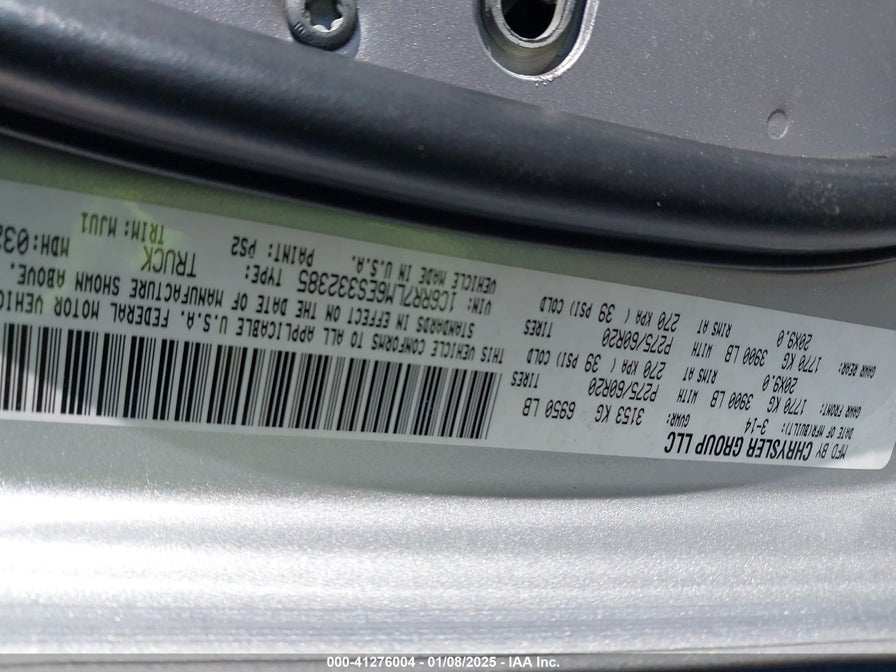 MFD BY CHRYSLER GROUP LLC
DATE OF MFR(BUILT): 3-14 GVWR: 3153 KG 6950 LB
GAWR FRONT: 1770 KG 3900 LB WITH P275/60R20 TIRES
20X9.0 RIMS AT 270 KPA ( 39 PSI) COLD
GAWR REAR: 1770 KG 3900 LB WITH P275/60R20 TIRES
20X9.0 RIMS AT 270 KPA ( 39 PSI) COLD
THIS VEHICLE CONFORMS TO ALL APPLICABLE U.S.A. FEDERAL MOTOR
STANDARDS IN EFFECT ON THE DATE OF MANUFACTURE SHOWN ABOVE.
VIN: 1C6RR7LM6ES332385 TYPE: TRUCK
VEHICLE MADE IN U.S.A. PAINT: PS2 TRIM: MJU1
000-41276004 - 01/08/2025 - IAA Inc.